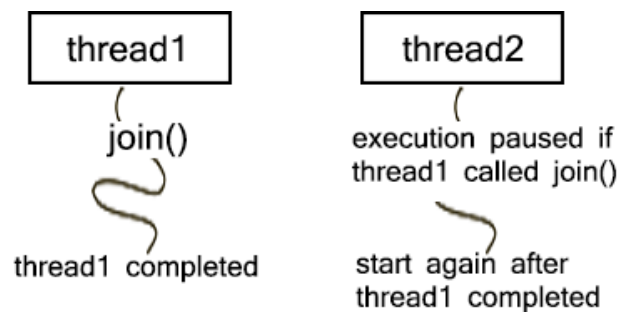 thread1
join()
thread1 completed
thread2
execution paused if
thread1 called join()
start again after
thread1 completed